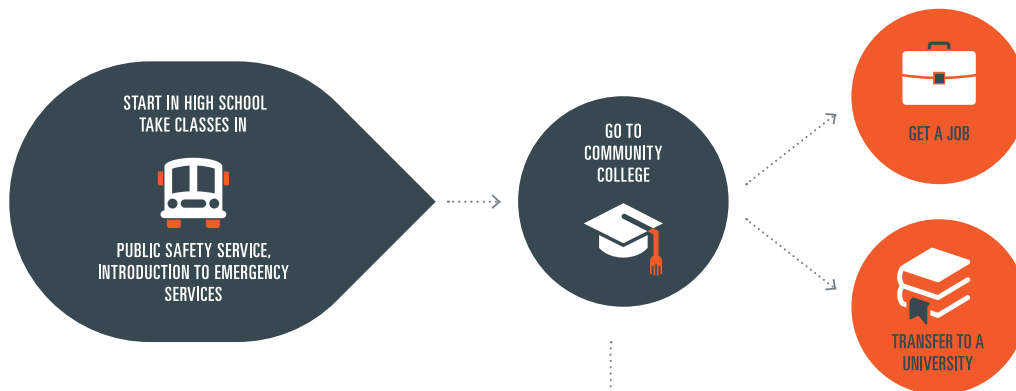 START IN HIGH SCHOOL
TAKE CLASSES IN
PUBLIC SAFETY SERVICE,
INTRODUCTION TO EMERGENCY
SERVICES
GO TO
COMMUNITY
COLLEGE
GET A JOB
TRANSFER TO A
UNIVERSITY